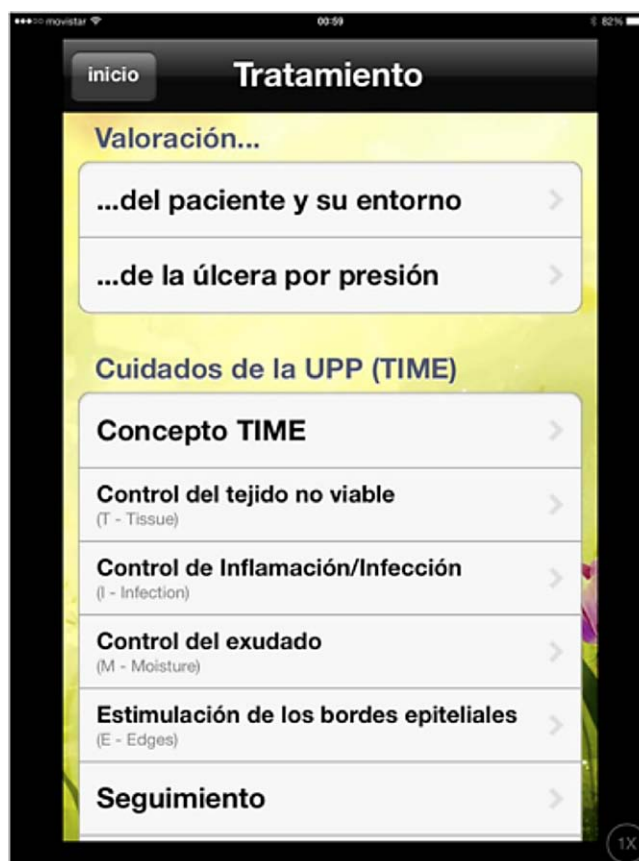 movistar 00:59 82%
inicio Tratamiento
Valoración...
...del paciente y su entorno
...de la úlcera por presión
Cuidados de la UPP (TIME)
Concepto TIME
Control del tejido no viable
(T - Tissue)
Control de Inflamación/Infección
(I - Infection)
Control del exudado
(M - Moisture)
Estimulación de los bordes epiteliales
(E - Edges)
Seguimiento
1X